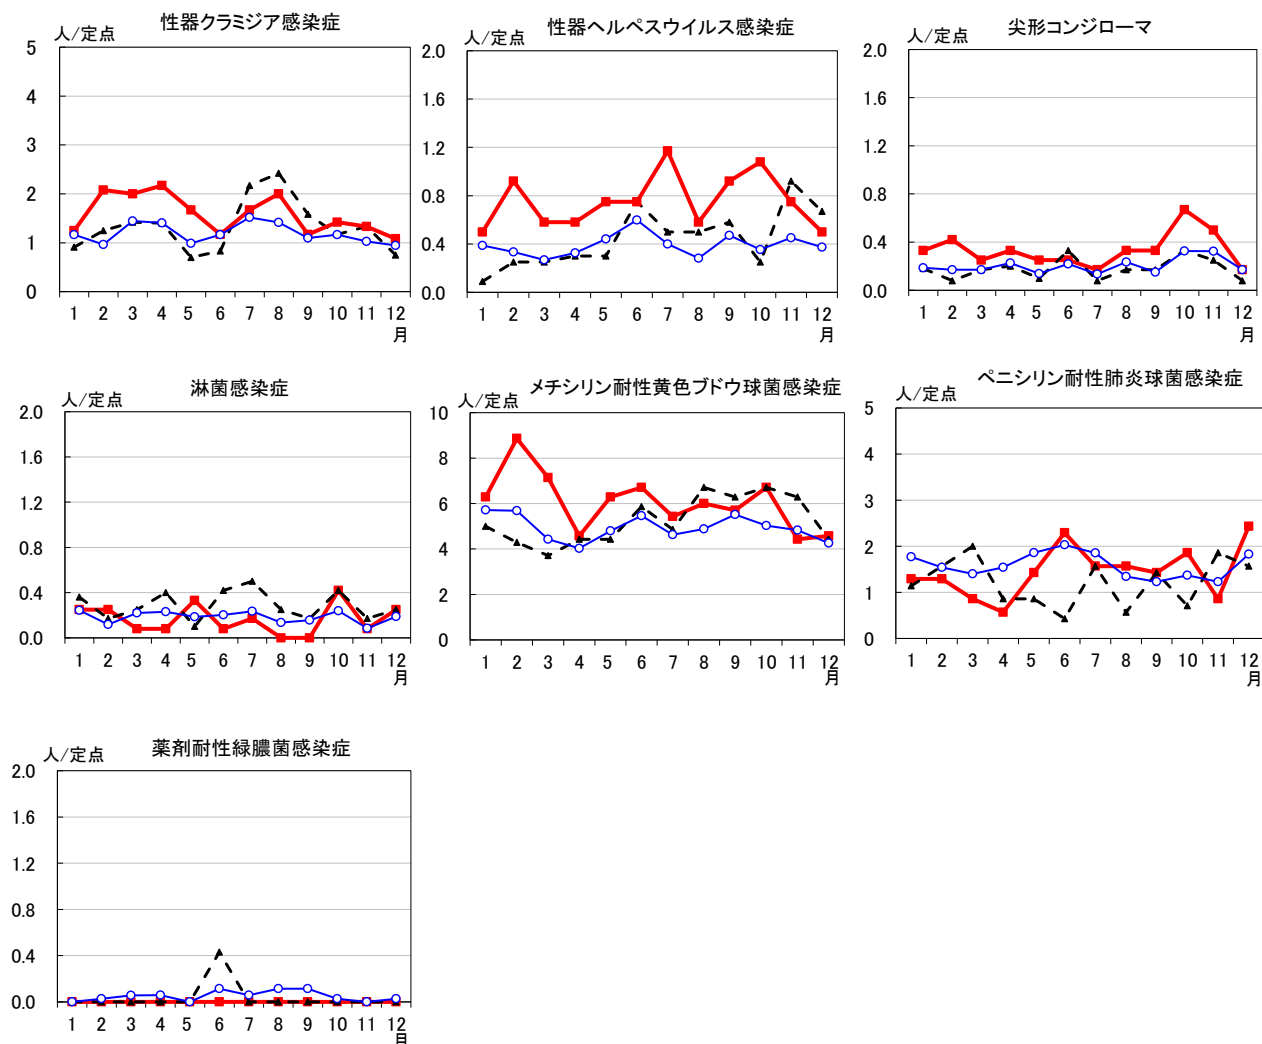 性器クラミジア感染症
人/定点
5
4
3
2
1
0
1 2 3 4 5 6 7 8 9 10 11 12
月
性器ヘルペスウイルス感染症
人/定点
2.0
1.6
1.2
0.8
0.4
0.0
1 2 3 4 5 6 7 8 9 10 11 12
月
尖形コンジローマ
人/定点
2.0
1.6
1.2
0.8
0.4
0.0
1 2 3 4 5 6 7 8 9 10 11 12
月
淋菌感染症
人/定点
2.0
1.6
1.2
0.8
0.4
0.0
1 2 3 4 5 6 7 8 9 10 11 12
月
メチシリン耐性黄色ブドウ球菌感染症
人/定点
10
8
6
4
2
0
1 2 3 4 5 6 7 8 9 10 11 12
月
ペニシリン耐性肺炎球菌感染症
人/定点
5
4
3
2
1
0
1 2 3 4 5 6 7 8 9 10 11 12
月
薬剤耐性緑膿菌感染症
人/定点
2.0
1.6
1.2
0.8
0.4
0.0
1 2 3 4 5 6 7 8 9 10 11 12
月